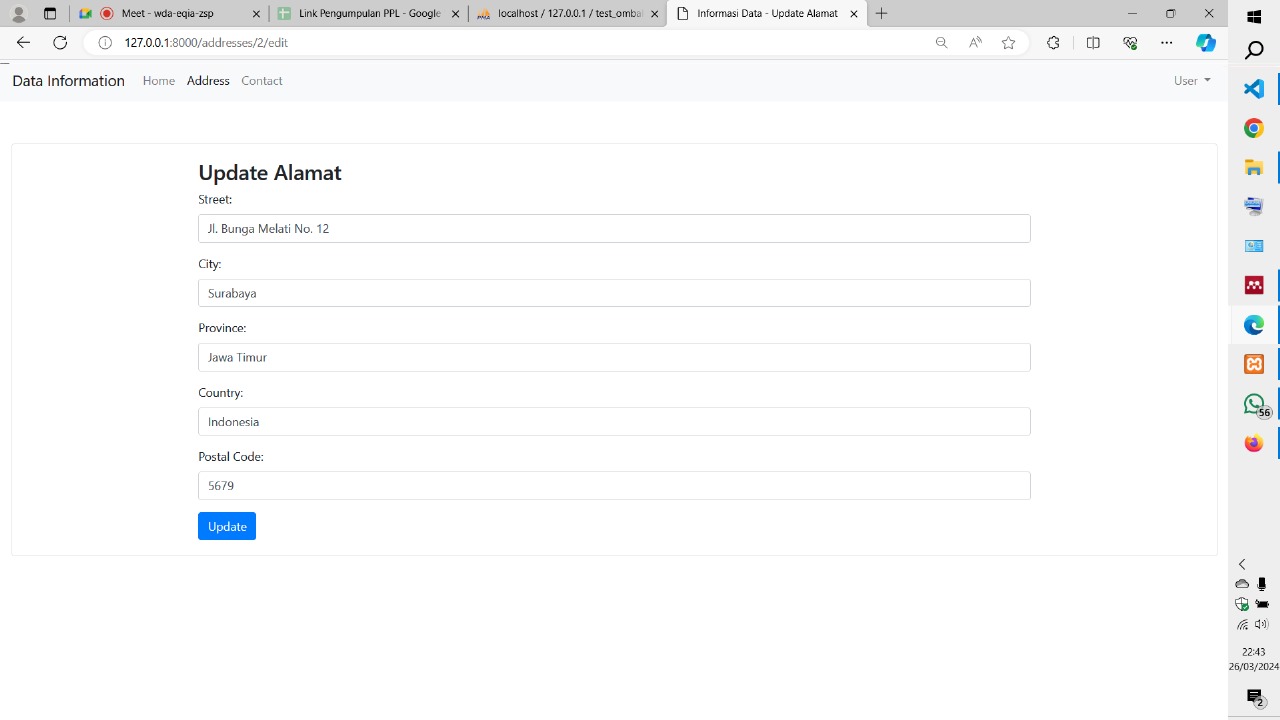 Meet - wda-eqia-zsp
Link Pengumpulan PPL - Google
localhost / 127.0.0.1 / test_omba
Informasi Data - Update Alamat
127.0.0.1:8000/addresses/2/edit
Data Information Home Address Contact User
Update Alamat
Street:
Jl. Bunga Melati No. 12
City:
Surabaya
Province:
Jawa Timur
Country:
Indonesia
Postal Code:
5679
Update
56
22:43
26/03/2024
2